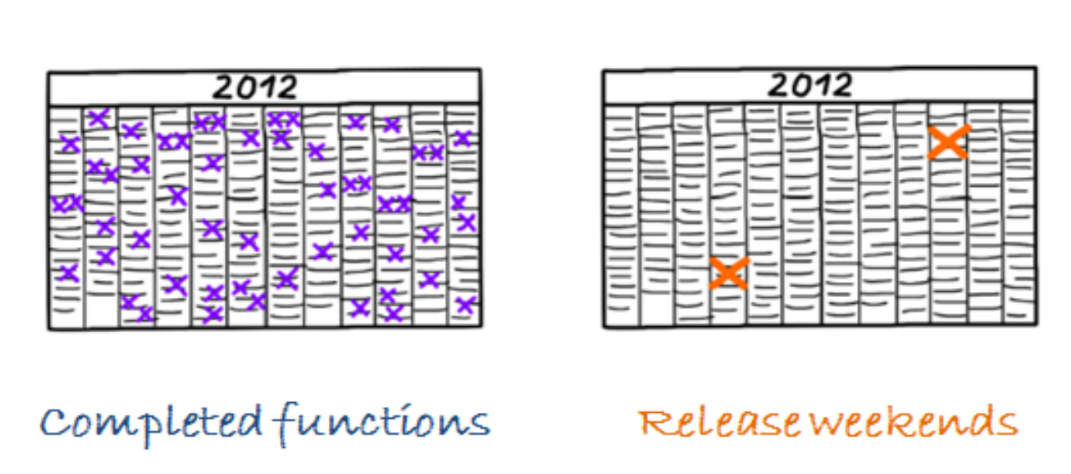 2012
2012
Completed functions
Release weekends